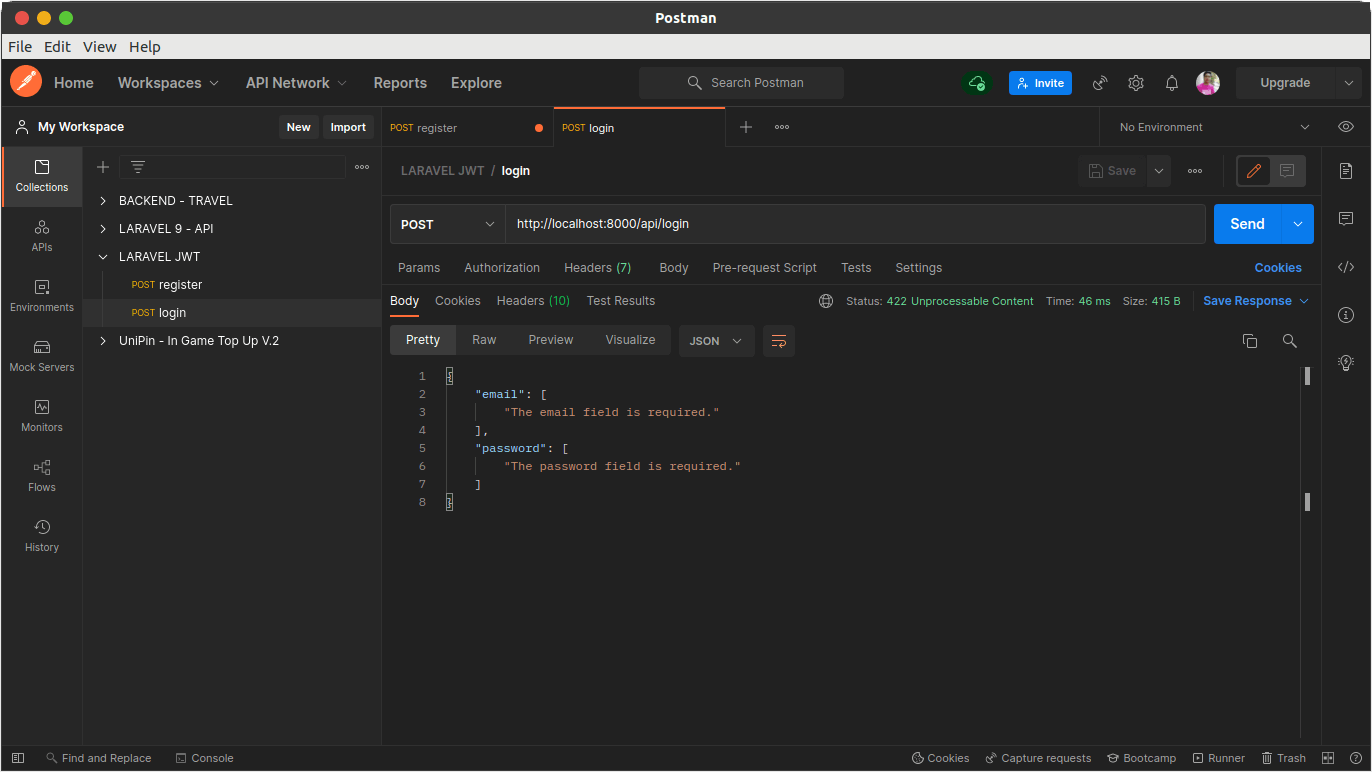 Postman
File Edit View Help
Home Workspaces API Network Reports Explore Search Postman Invite Upgrade
My Workspace New Import POST register POST login No Environment
Collections
APIs
Environments
Mock Servers
Monitors
Flows
History
BACKEND - TRAVEL
LARAVEL 9 - API
LARAVEL JWT
POST register
POST login
UniPin - In Game Top Up V.2
LARAVEL JWT / login Save
POST http://localhost:8000/api/login Send
Params Authorization Headers (7) Body Pre-request Script Tests Settings Cookies
Body Cookies Headers (10) Test Results Status: 422 Unprocessable Content Time: 46 ms Size: 415 B Save Response
Pretty Raw Preview Visualize JSON
1 {
2 "email": [
3 "The email field is required."
4 ],
5 "password": [
6 "The password field is required."
7 ]
8 }
Find and Replace Console Cookies Capture requests Bootcamp Runner Trash